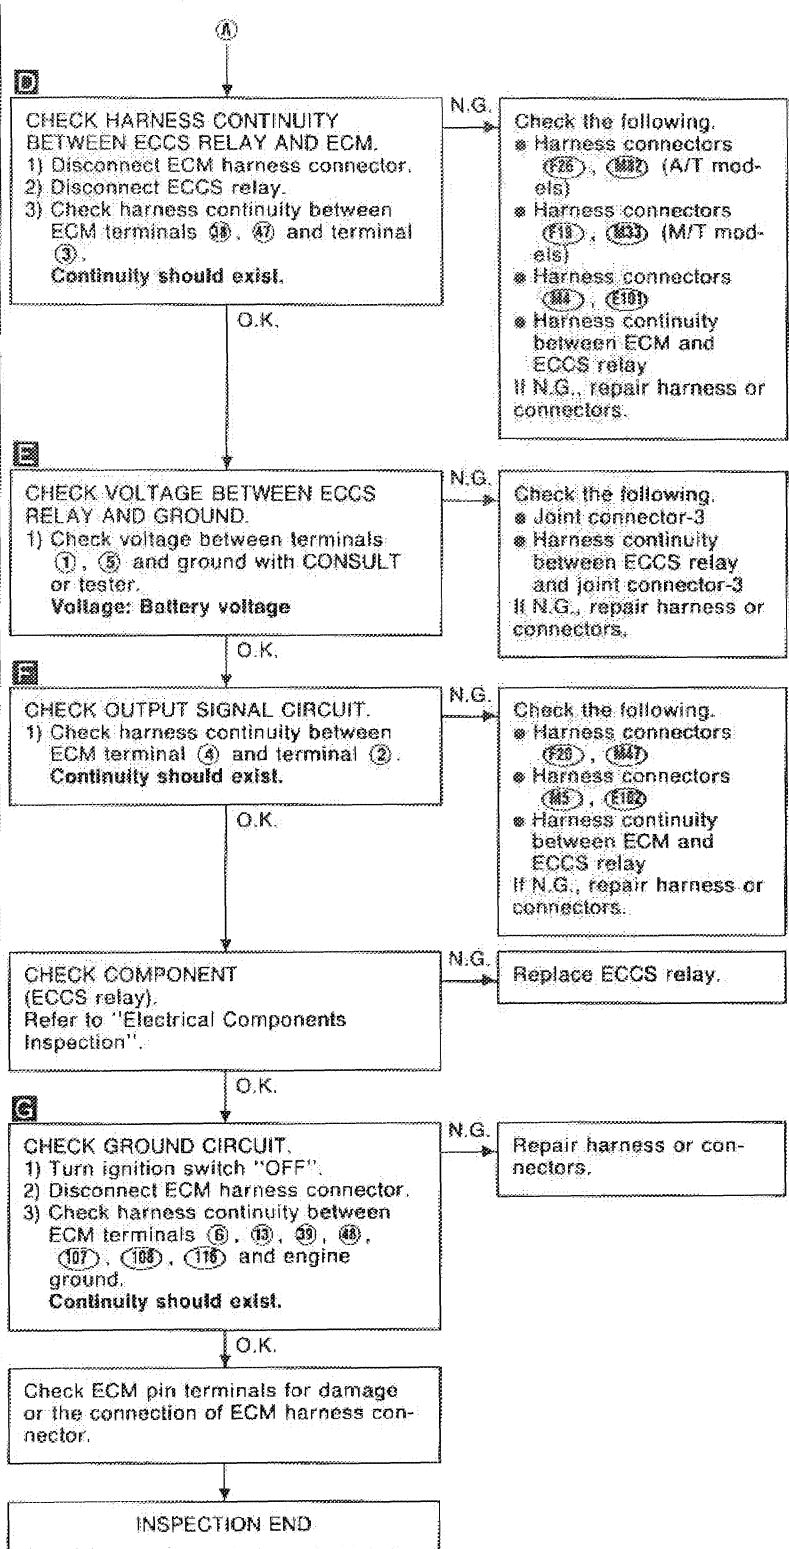 A
D
CHECK HARNESS CONTINUITY
BETWEEN ECCS RELAY AND ECM.
1) Disconnect ECM harness connector.
2) Disconnect ECCS relay.
3) Check harness continuity between
ECM terminals 38, 47 and terminal
3.
Continuity should exist.
N.G.
Check the following.
● Harness connectors
F26, M82 (A/T mod-
els)
● Harness connectors
F18, M33 (M/T mod-
els)
● Harness connectors
M4, E101
● Harness continuity
between ECM and
ECCS relay
If N.G., repair harness or
connectors.
O.K.
E
CHECK VOLTAGE BETWEEN ECCS
RELAY AND GROUND.
1) Check voltage between terminals
1, 5 and ground with CONSULT
or tester.
Voltage: Battery voltage
N.G.
Check the following.
● Joint connector-3
● Harness continuity
between ECCS relay
and joint connector-3
If N.G., repair harness or
connectors.
O.K.
F
CHECK OUTPUT SIGNAL CIRCUIT.
1) Check harness continuity between
ECM terminal 4 and terminal 2.
Continuity should exist.
N.G.
Check the following.
● Harness connectors
F20, M47
● Harness connectors
M5, E102
● Harness continuity
between ECM and
ECCS relay
If N.G., repair harness or
connectors.
O.K.
CHECK COMPONENT
(ECCS relay).
Refer to "Electrical Components
Inspection".
N.G.
Replace ECCS relay.
O.K.
G
CHECK GROUND CIRCUIT.
1) Turn ignition switch "OFF".
2) Disconnect ECM harness connector.
3) Check harness continuity between
ECM terminals 6, 13, 39, 48,
107, 108, 116 and engine
ground.
Continuity should exist.
N.G.
Repair harness or con-
nectors.
O.K.
Check ECM pin terminals for damage
or the connection of ECM harness con-
nector.
INSPECTION END